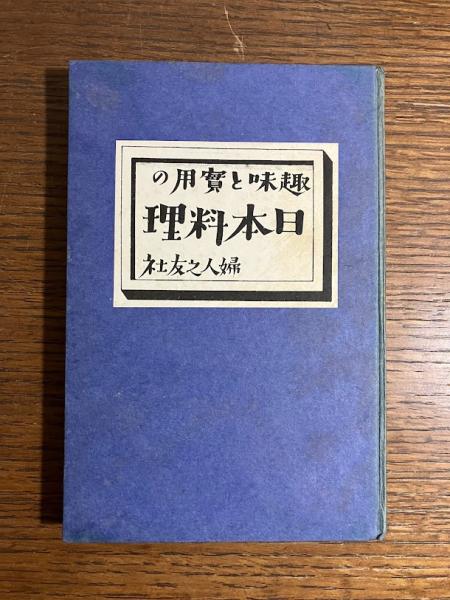 趣味と實用の
日本料理
婦人之友社